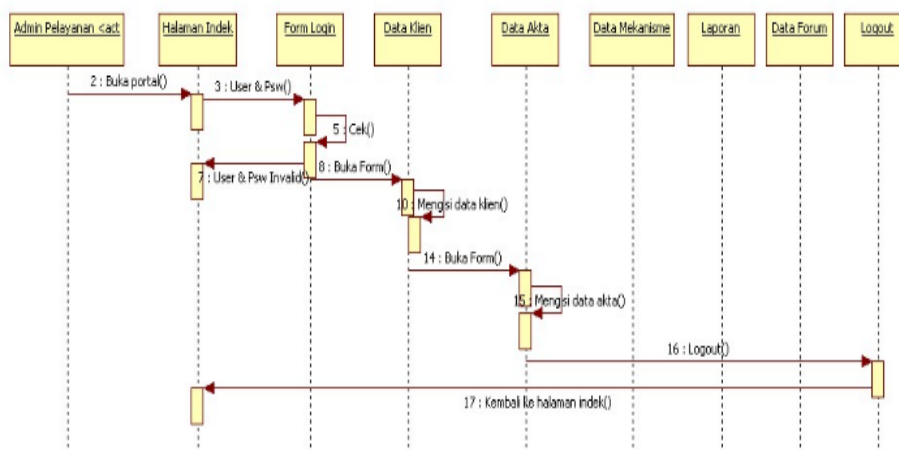 Admin Pelayanan <act
Halaman Indek
Form Login
Data Klien
Data Akta
Data Mekanisme
Laporan
Data Forum
Logout
2 : Buka portal()
3 : User & Psw()
5 : Cek()
7 : User & Psw Invalid()
8 : Buka Form()
10 : Mengisi data klien()
14 : Buka Form()
15 : Mengisi data akta()
16 : Logout()
17 : Kembali ke halaman indek()